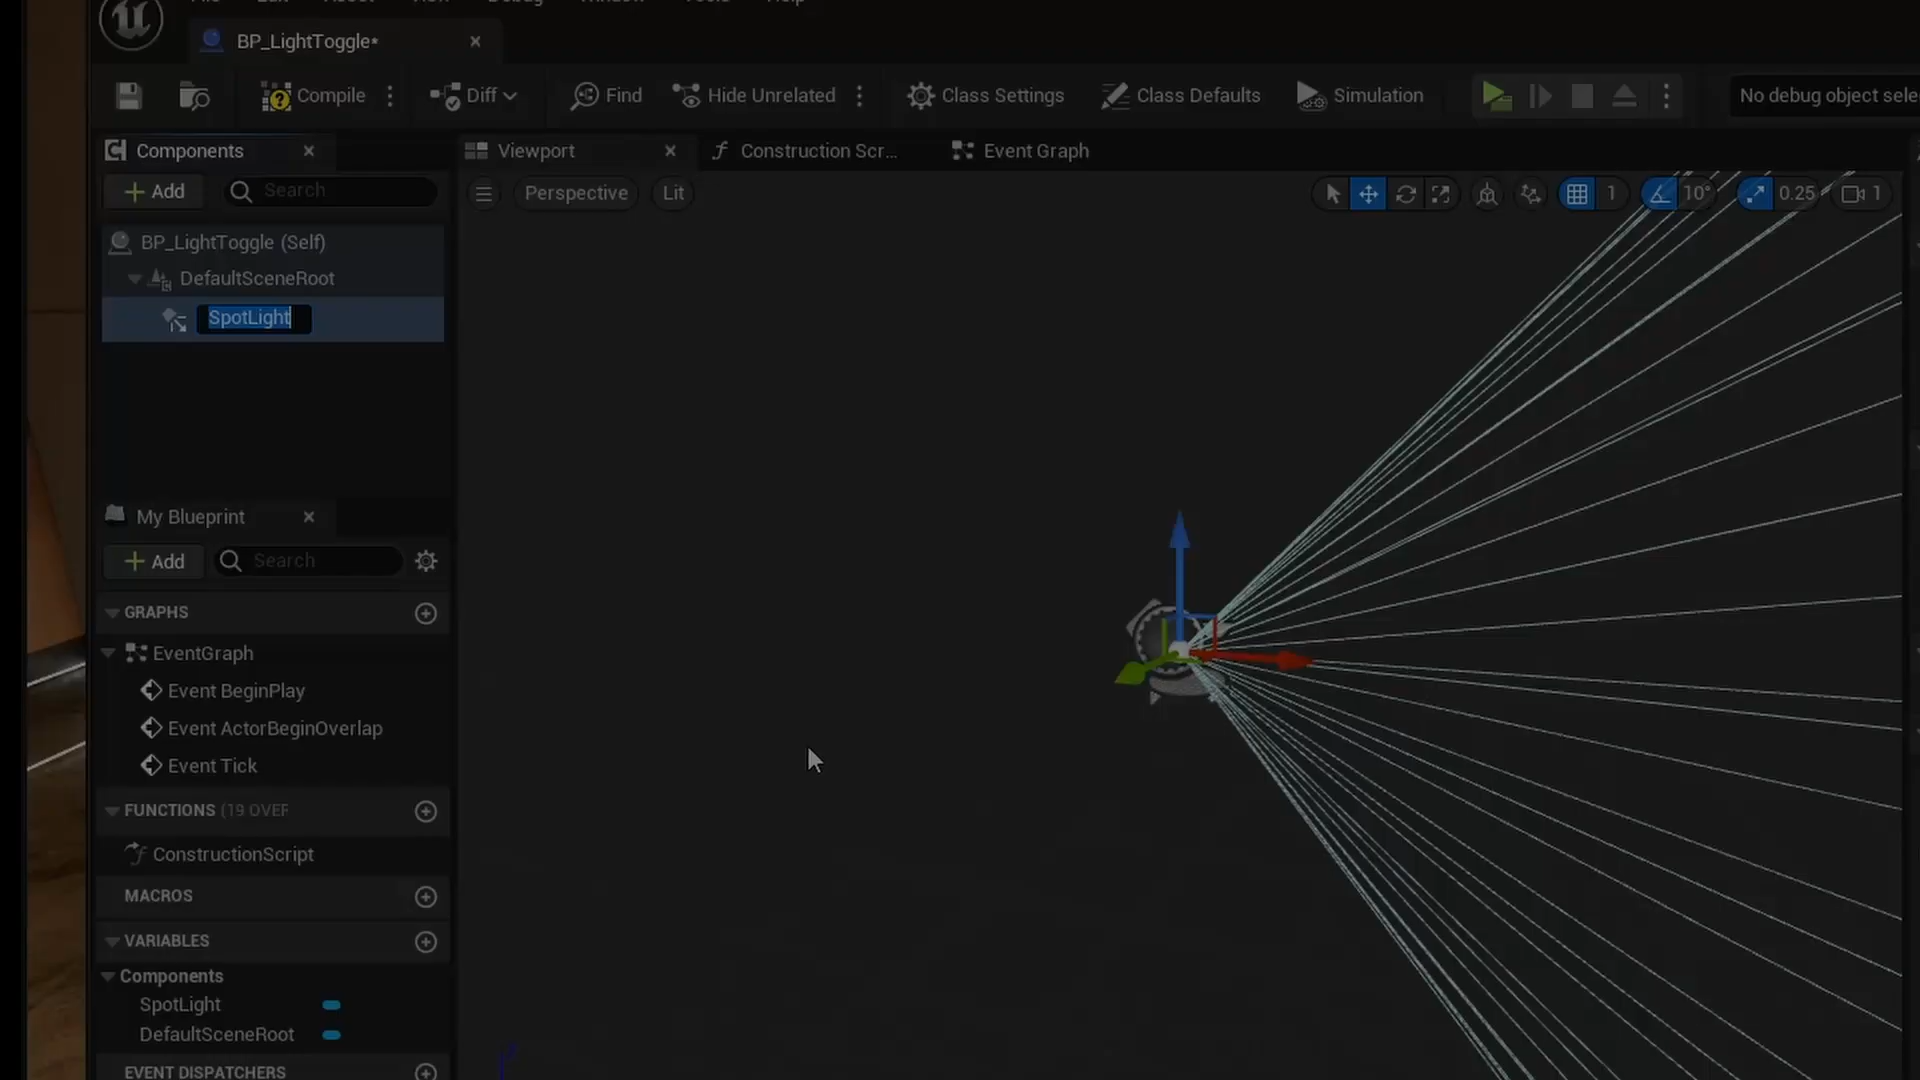 BP_LightToggle*
Compile
Diff
Find
Hide Unrelated
Class Settings
Class Defaults
Simulation
No debug object sele
Components
Viewport
Construction Scr...
Event Graph
Add
Search
Perspective
Lit
1
10°
0.25
1
BP_LightToggle (Self)
DefaultSceneRoot
SpotLight
My Blueprint
Add
Search
GRAPHS
EventGraph
Event BeginPlay
Event ActorBeginOverlap
Event Tick
FUNCTIONS (19 OVER
ConstructionScript
MACROS
VARIABLES
Components
SpotLight
DefaultSceneRoot
EVENT DISPATCHERS